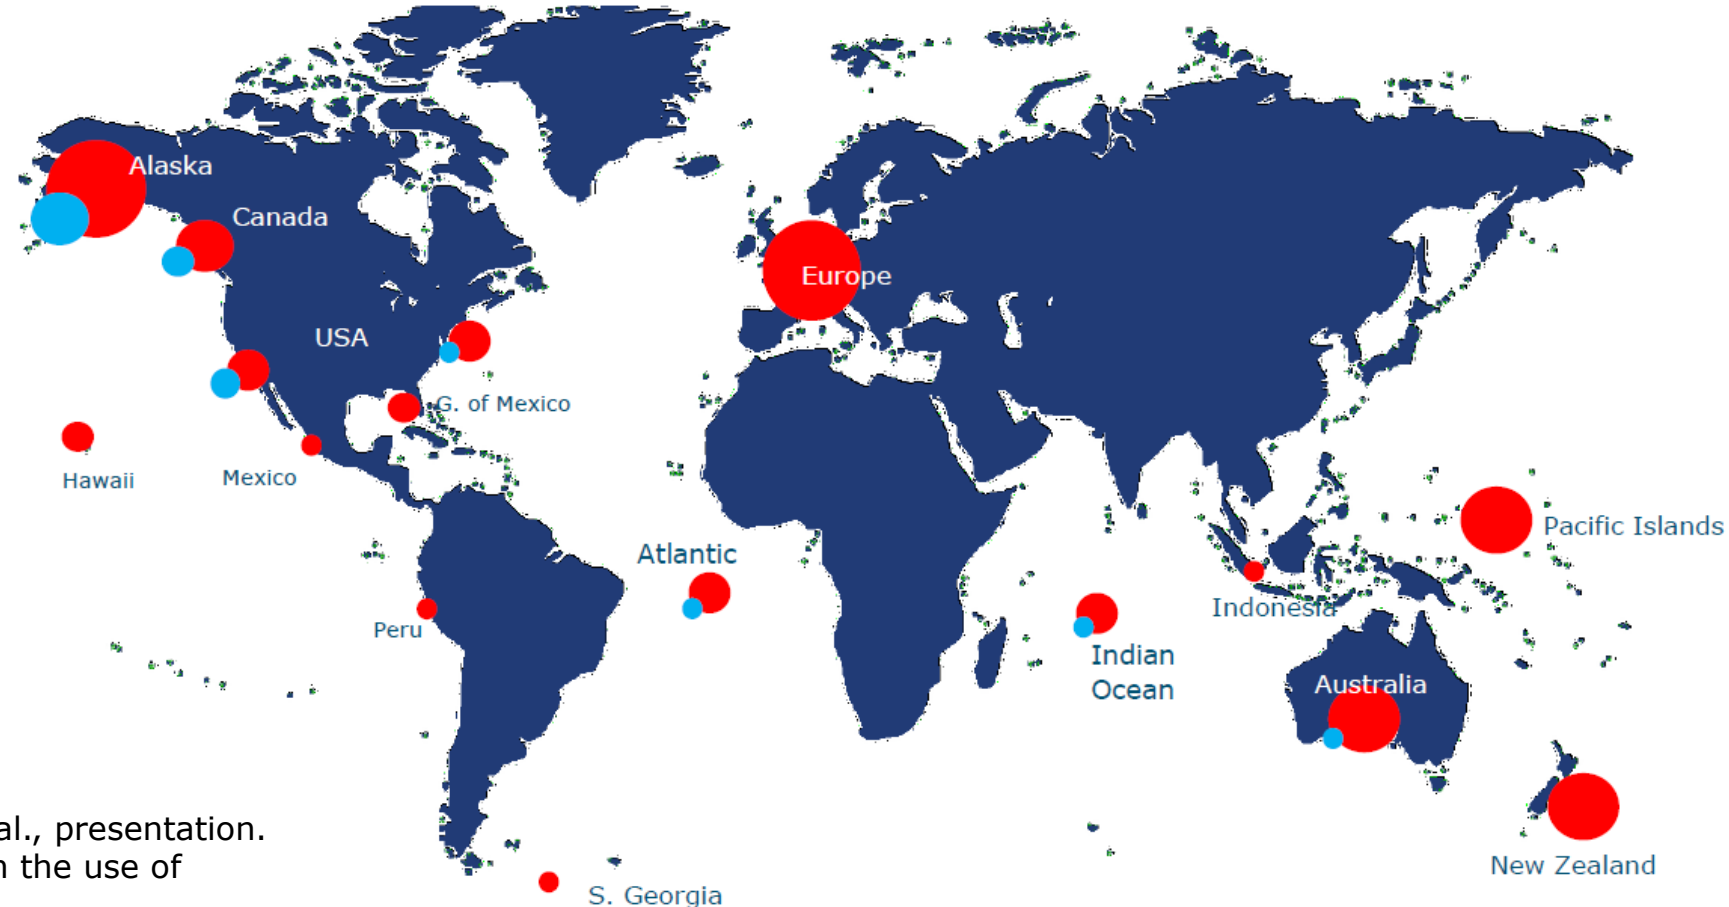 Alaska
Canada
Europe
USA
G. of Mexico
Hawaii
Mexico
Pacific Islands
Atlantic
Indonesia
Peru
Indian
Ocean
Australia
al., presentation.
the use of
New Zealand
S. Georgia